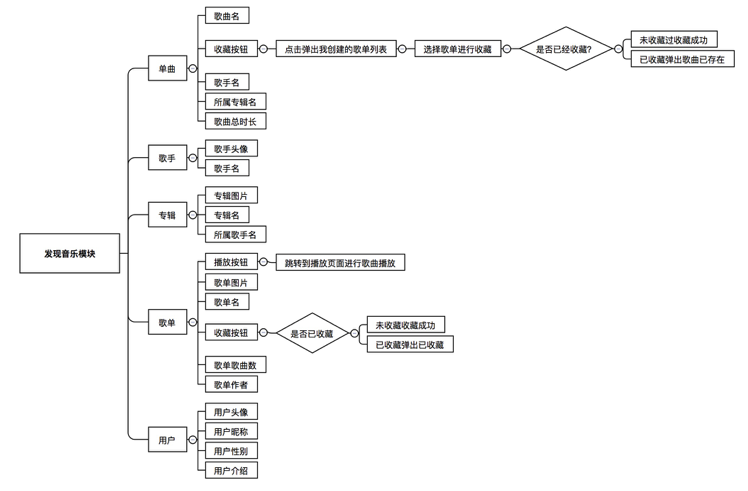 发现音乐模块
单曲
歌曲名
收藏按钮
点击弹出我创建的歌单列表
选择歌单进行收藏
是否已经收藏?
未收藏过收藏成功
已收藏弹出歌曲已存在
歌手名
所属专辑名
歌曲总时长
歌手
歌手头像
歌手名
专辑
专辑图片
专辑名
所属歌手名
歌单
播放按钮
跳转到播放页面进行歌曲播放
歌单图片
歌单名
收藏按钮
是否已收藏
未收藏收藏成功
已收藏弹出已收藏
歌单歌曲数
歌单作者
用户
用户头像
用户昵称
用户性别
用户介绍